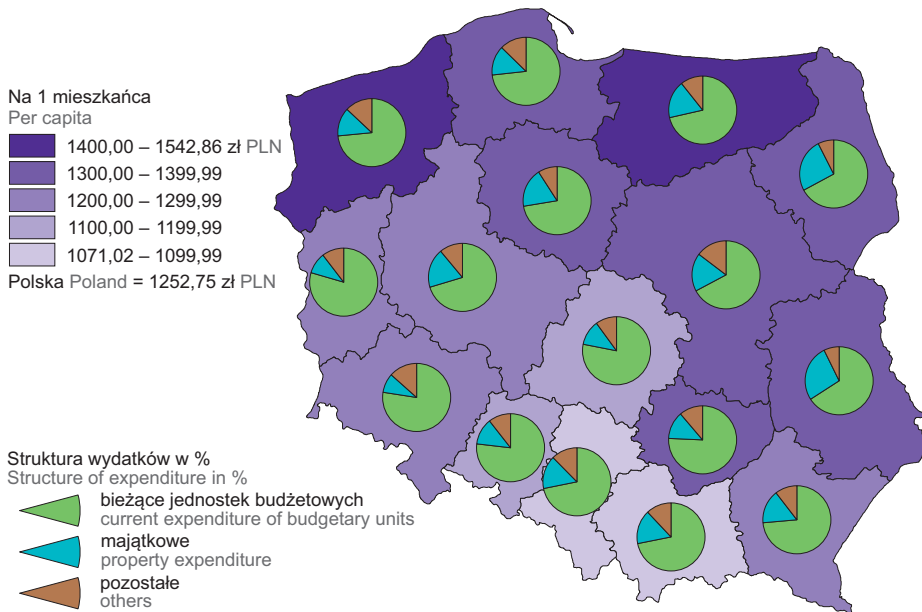 Na 1 mieszkańca
Per capita
1400,00 – 1542,86 zł PLN
1300,00 – 1399,99
1200,00 – 1299,99
1100,00 – 1199,99
1071,02 – 1099,99
Polska Poland = 1252,75 zł PLN
Struktura wydatków w %
Structure of expenditure in %
bieżące jednostek budżetowych
current expenditure of budgetary units
majątkowe
property expenditure
pozostałe
others